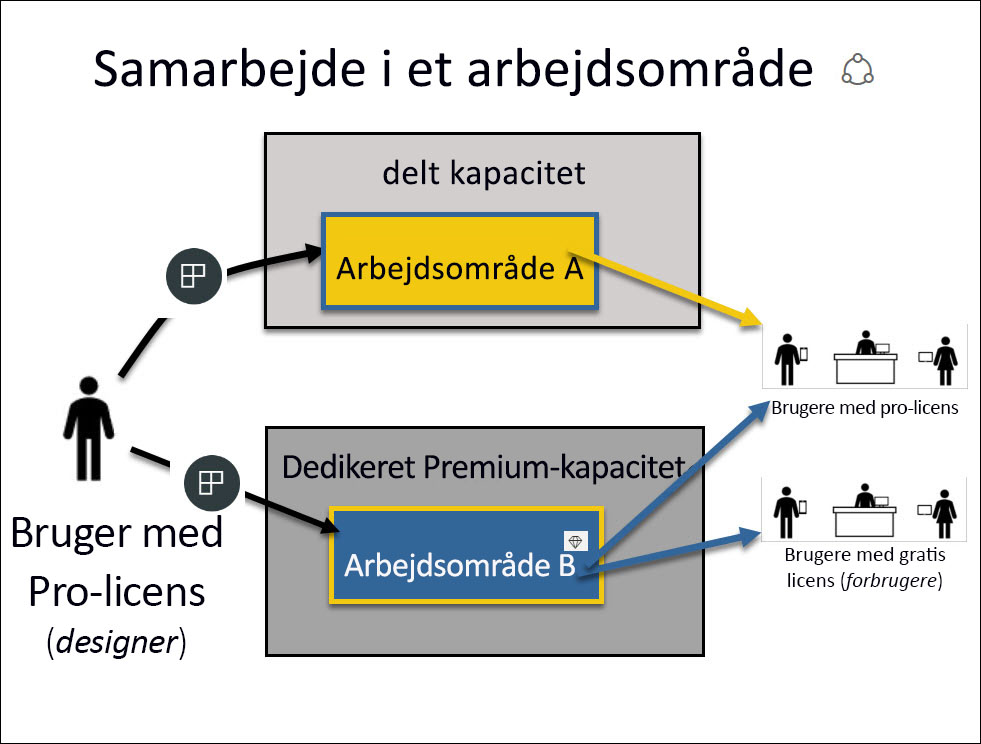 Samarbejde i et arbejdsområde
delt kapacitet
Arbejdsområde A
Brugere med pro-licens
Dedikeret Premium-kapacitet
Arbejdsområde B
Bruger med
Pro-licens
(designer)
Brugere med gratis
licens (forbrugere)